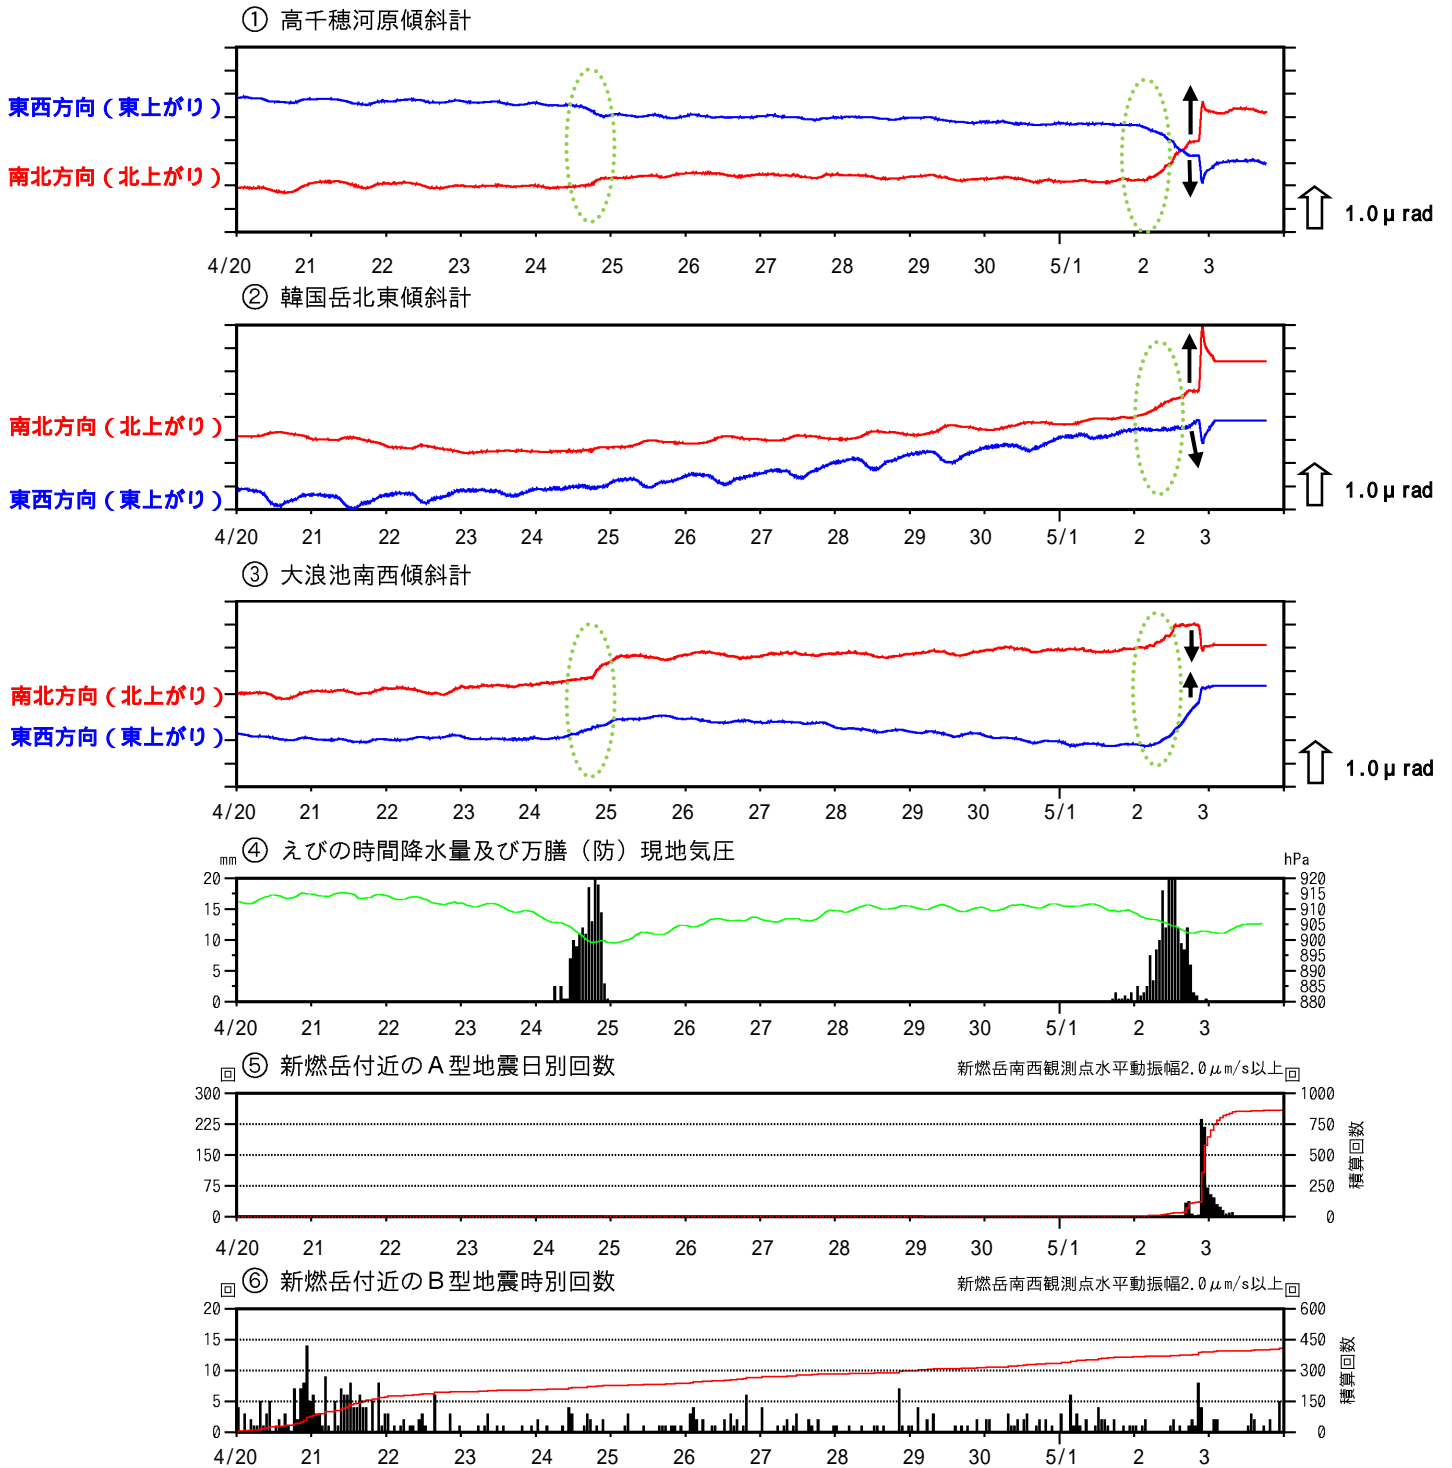 ① 高千穂河原傾斜計
東西方向（東上がり）
南北方向（北上がり）
1.0μ rad
4/20 21 22 23 24 25 26 27 28 29 30 5/1 2 3
② 韓国岳北東傾斜計
南北方向（北上がり）
東西方向（東上がり）
1.0μ rad
4/20 21 22 23 24 25 26 27 28 29 30 5/1 2 3
③ 大浪池南西傾斜計
南北方向（北上がり）
東西方向（東上がり）
1.0μ rad
4/20 21 22 23 24 25 26 27 28 29 30 5/1 2 3
④ えびの時間降水量及び万膳（防）現地気圧
mm hPa
20 920
915
15 910
905
10 900
895
5 890
885
0 880
4/20 21 22 23 24 25 26 27 28 29 30 5/1 2 3
⑤ 新燃岳付近のＡ型地震日別回数
新燃岳南西観測点水平動振幅2.0μm/s以上
回 回
300 1000
225 750
150 500
75 250
0 0
積算回数
4/20 21 22 23 24 25 26 27 28 29 30 5/1 2 3
⑥ 新燃岳付近のＢ型地震時別回数
新燃岳南西観測点水平動振幅2.0μm/s以上
回 回
20 600
15 450
10 300
5 150
0 0
積算回数
4/20 21 22 23 24 25 26 27 28 29 30 5/1 2 3